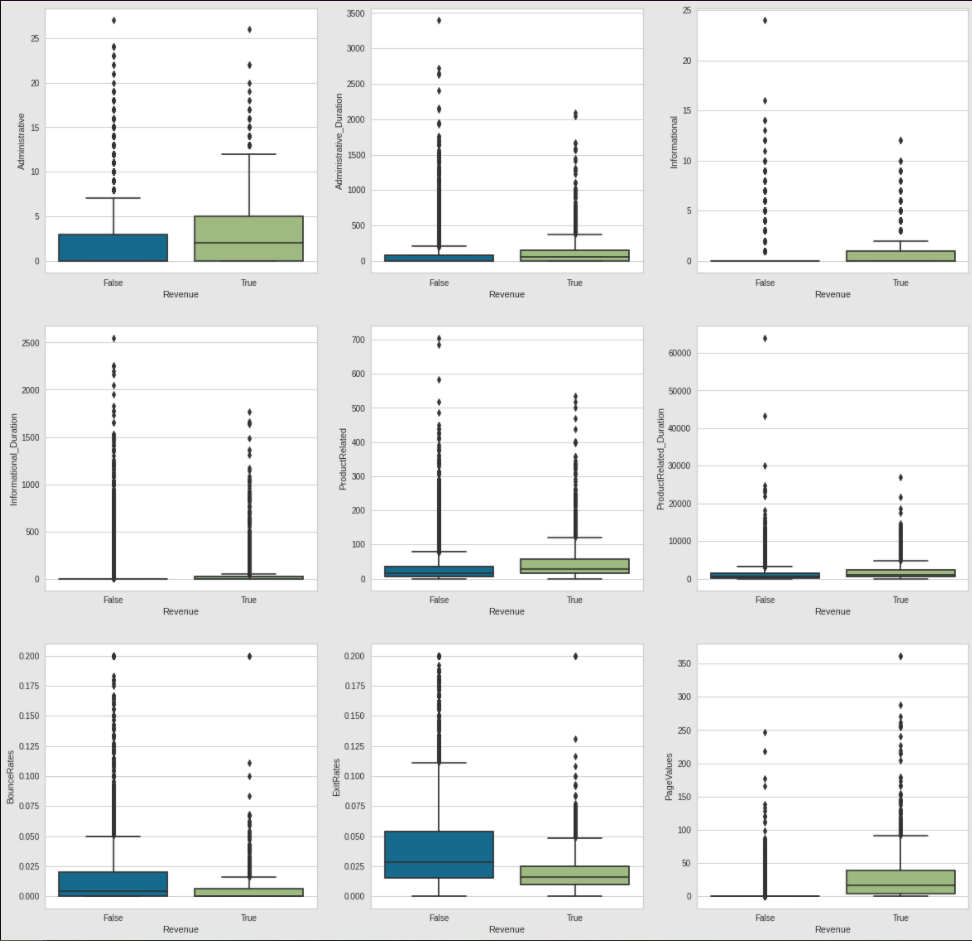 Administrative
25
20
15
10
5
0
False
True
Revenue
Administrative_Duration
3500
3000
2500
2000
1500
1000
500
0
False
True
Revenue
Informational
25
20
15
10
5
0
False
True
Revenue
Informational_Duration
2500
2000
1500
1000
500
0
False
True
Revenue
ProductRelated
700
600
500
400
300
200
100
0
False
True
Revenue
ProductRelated_Duration
60000
50000
40000
30000
20000
10000
0
False
True
Revenue
BounceRates
0.200
0.175
0.150
0.125
0.100
0.075
0.050
0.025
0.000
False
True
Revenue
ExitRates
0.200
0.175
0.150
0.125
0.100
0.075
0.050
0.025
0.000
False
True
Revenue
PageValues
350
300
250
200
150
100
50
0
False
True
Revenue